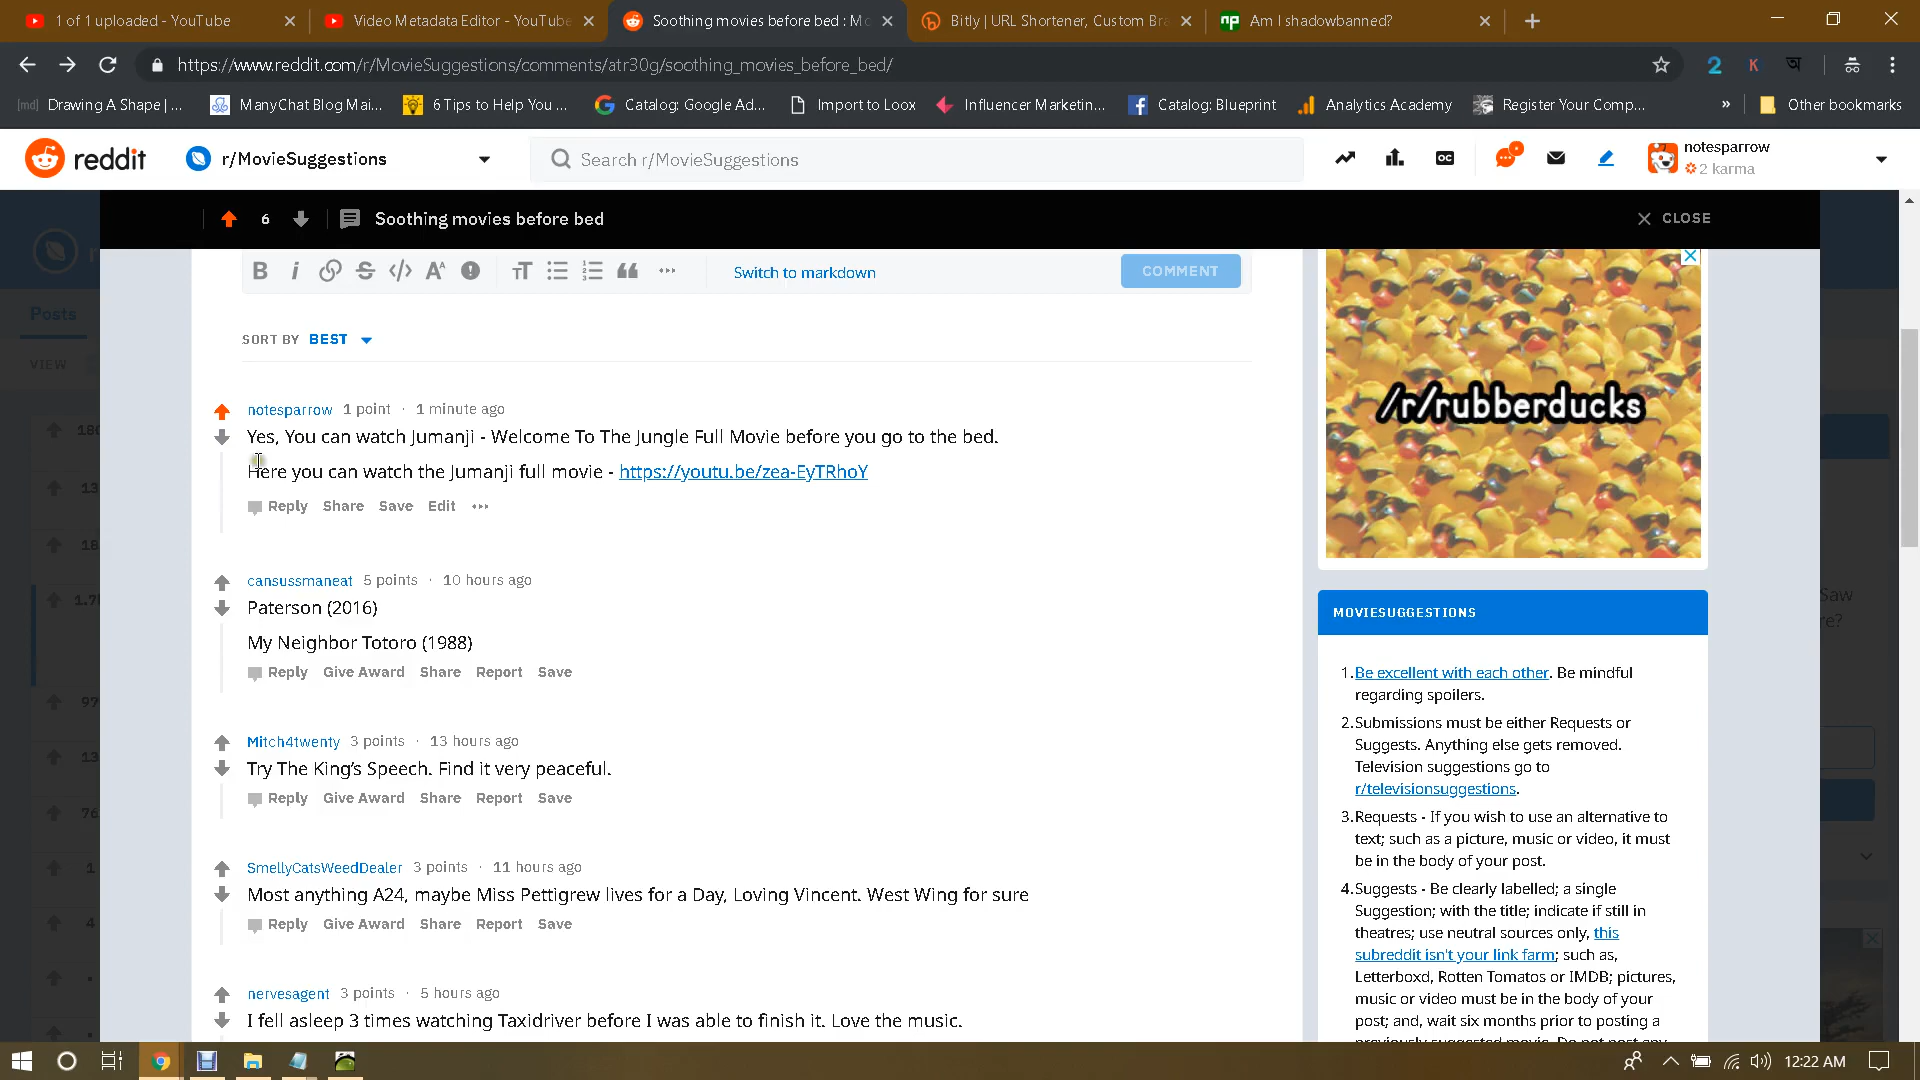 1 of 1 uploaded - YouTube
Video Metadata Editor - YouTube
Soothing movies before bed : Mo
Bitly | URL Shortener, Custom Bra
Am I shadowbanned?
https://www.reddit.com/r/MovieSuggestions/comments/atr30g/soothing_movies_before_bed/
2
K
অ
[md] Drawing A Shape | ...
ManyChat Blog Mai...
6 Tips to Help You ...
Catalog: Google Ad...
Import to Loox
Influencer Marketin...
Catalog: Blueprint
Analytics Academy
Register Your Comp...
»
Other bookmarks
reddit
r/MovieSuggestions
Search r/MovieSuggestions
OC
notesparrow
2 karma
6
Soothing movies before bed
CLOSE
Posts
VIEW
B i
Switch to markdown
COMMENT
SORT BY BEST
notesparrow 1 point · 1 minute ago
Yes, You can watch Jumanji - Welcome To The Jungle Full Movie before you go to the bed.
Here you can watch the Jumanji full movie - https://youtu.be/zea-EyTRhoY
Reply Share Save Edit ...
cansussmaneat 5 points · 10 hours ago
Paterson (2016)
My Neighbor Totoro (1988)
Reply Give Award Share Report Save
Mitch4twenty 3 points · 13 hours ago
Try The King's Speech. Find it very peaceful.
Reply Give Award Share Report Save
SmellyCatsWeedDealer 3 points · 11 hours ago
Most anything A24, maybe Miss Pettigrew lives for a Day, Loving Vincent. West Wing for sure
Reply Give Award Share Report Save
nervesagent 3 points · 5 hours ago
I fell asleep 3 times watching Taxidriver before I was able to finish it. Love the music.
/r/rubberducks
MOVIESUGGESTIONS
1. Be excellent with each other. Be mindful
regarding spoilers.
2. Submissions must be either Requests or
Suggests. Anything else gets removed.
Television suggestions go to
r/televisionsuggestions.
3. Requests - If you wish to use an alternative to
text; such as a picture, music or video, it must
be in the body of your post.
4. Suggests - Be clearly labelled; a single
Suggestion; with the title; indicate if still in
theatres; use neutral sources only, this
subreddit isn't your link farm; such as,
Letterboxd, Rotten Tomatos or IMDB; pictures,
music or video must be in the body of your
post; and, wait six months prior to posting a
previously suggested movie. Do not post any
Saw
re?
12:22 AM